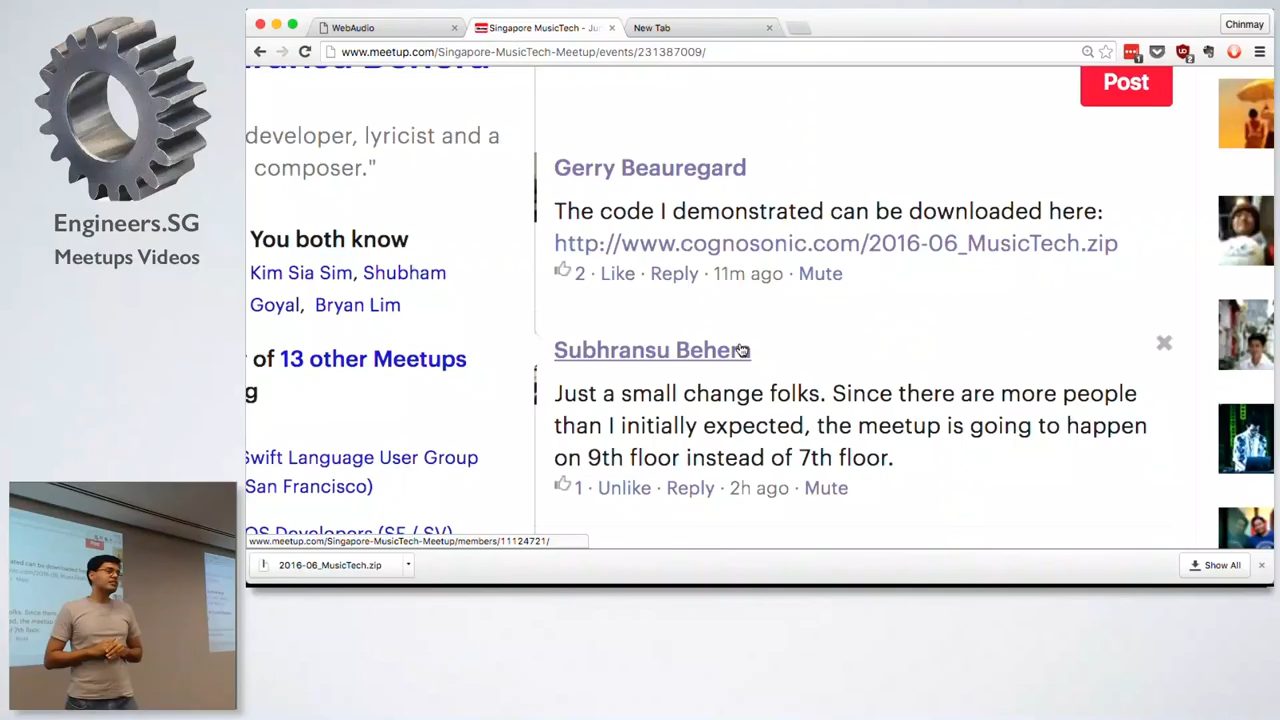 WebAudio
Singapore MusicTech - Ju
New Tab
Chinmay
www.meetup.com/Singapore-MusicTech-Meetup/events/231387009/
Post
developer, lyricist and a
composer."
Gerry Beauregard
The code I demonstrated can be downloaded here:
http://www.cognosonic.com/2016-06_MusicTech.zip
2 · Like · Reply · 11m ago · Mute
Engineers.SG
Meetups Videos
You both know
Kim Sia Sim, Shubham
Goyal, Bryan Lim
of 13 other Meetups
g
Subhransu Behera
Just a small change folks. Since there are more people
than I initially expected, the meetup is going to happen
on 9th floor instead of 7th floor.
1 · Unlike · Reply · 2h ago · Mute
Swift Language User Group
San Francisco)
OS Developers (SF / SV)
www.meetup.com/Singapore-MusicTech-Meetup/members/11124721/
2016-06_MusicTech.zip
Show All